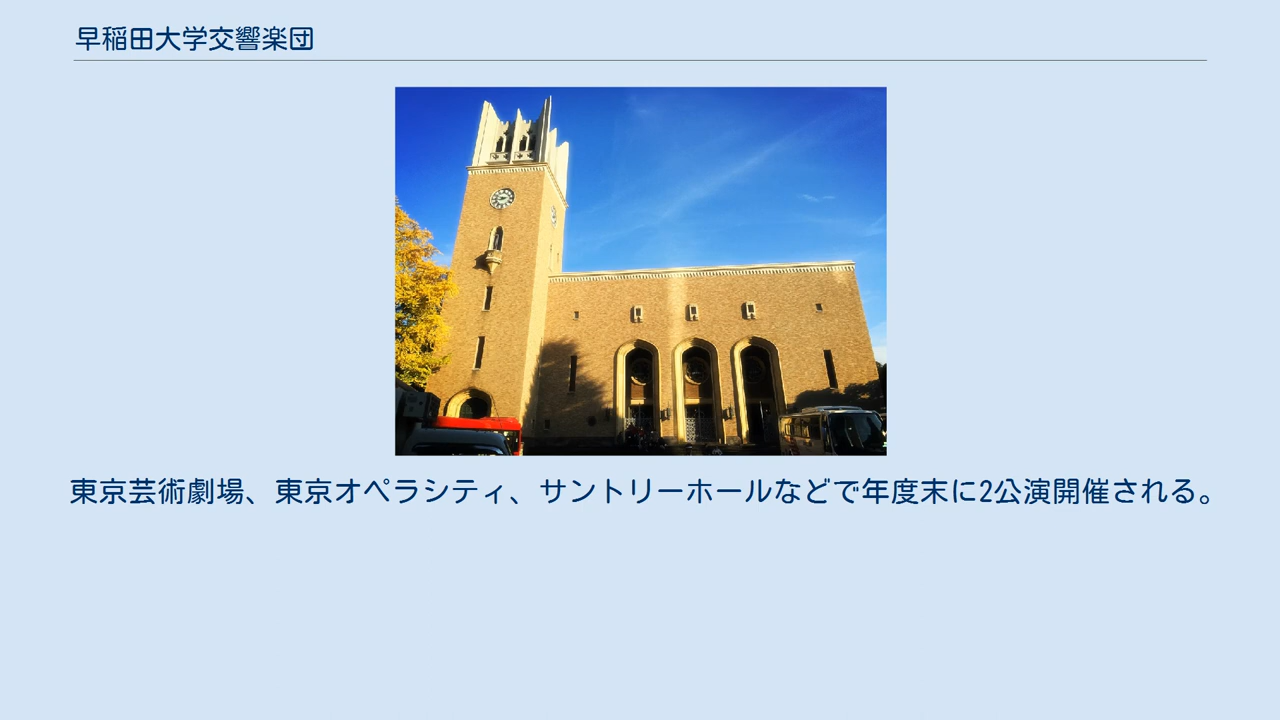 早稲田大学交響楽団
東京芸術劇場、東京オペラシティ、サントリーホールなどで年度末に2公演開催される。